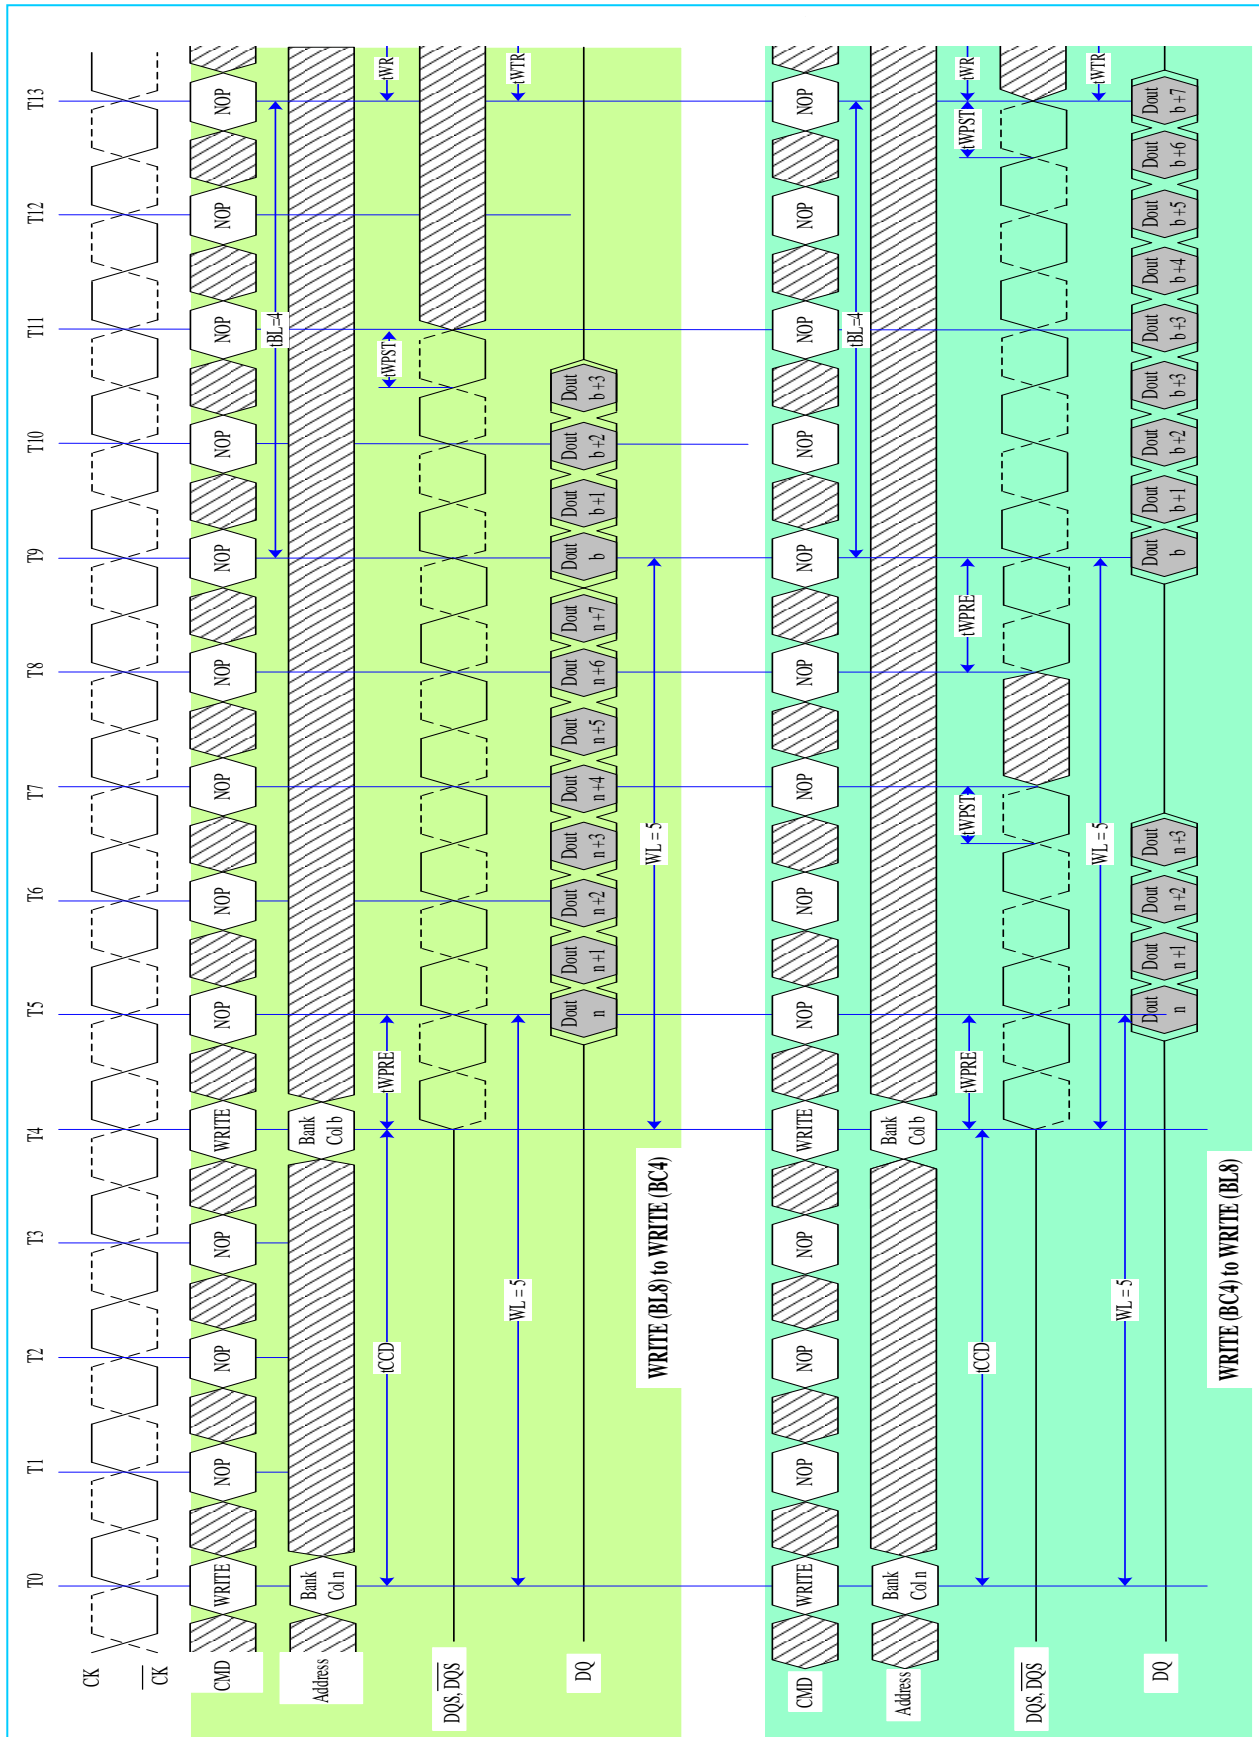 T0 T1 T2 T3 T4 T5 T6 T7 T8 T9 T10 T11 T12 T13
CK
CK
CMD WRITE NOP NOP NOP WRITE NOP NOP NOP NOP NOP NOP NOP NOP NOP
tBL=4
Address
Bank Bank
Col n Col b
tCCD tWPRE tWPST tWR
DQS, DQS
WL = 5 tWTR
DQ
Dout Dout Dout Dout Dout Dout Dout Dout Dout Dout Dout Dout
n n+1 n+2 n+3 n+4 n+5 n+6 n+7 b b+1 b+2 b+3
WL = 5
WRITE (BL8) to WRITE (BC4)
CMD WRITE NOP NOP NOP WRITE NOP NOP NOP NOP NOP NOP NOP NOP NOP
tBL=4
Address
Bank Bank
Col n Col b
tCCD tWPRE tWPST tWPRE tWPST tWR
DQS, DQS
WL = 5 tWTR
WL = 5
DQ
Dout Dout Dout Dout Dout Dout Dout Dout Dout Dout Dout Dout Dout
n n+1 n+2 n+3 b b+1 b+2 b+3 b+3 b+4 b+5 b+6 b+7
WRITE (BC4) to WRITE (BL8)